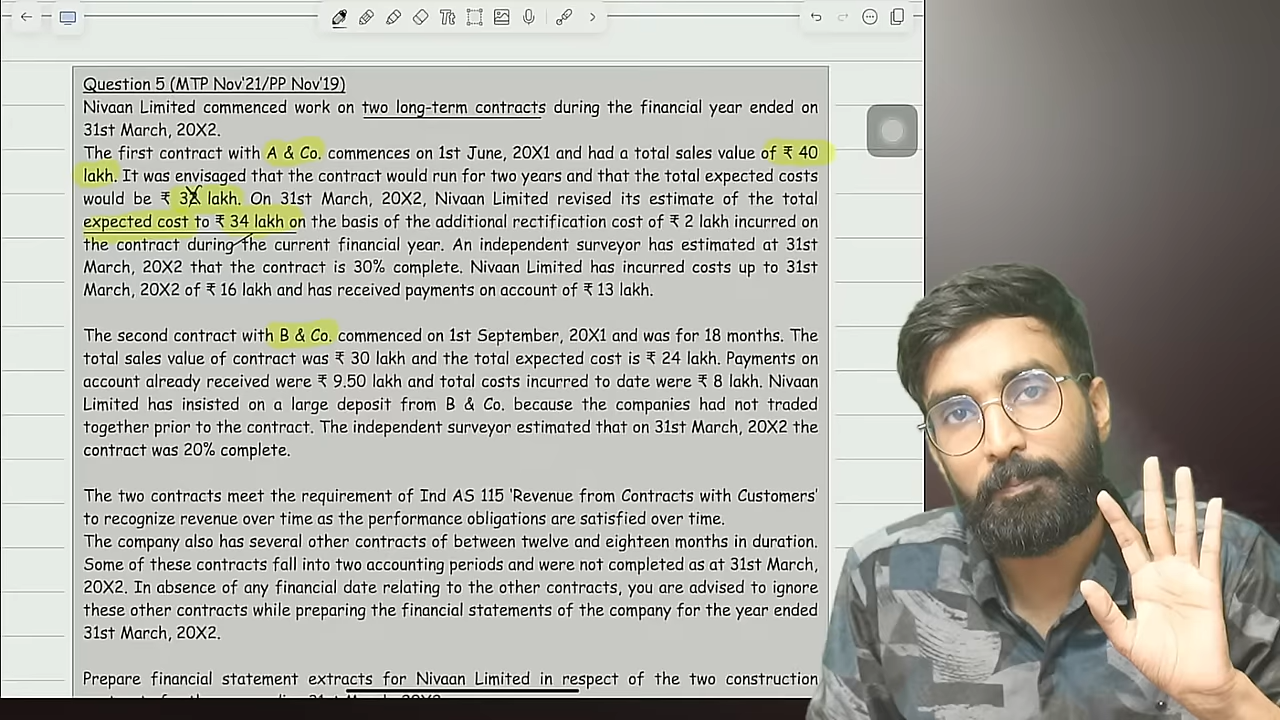 Question 5 (MTP Nov'21/PP Nov'19)
Nivaan Limited commenced work on two long-term contracts during the financial year ended on
31st March, 20X2.
The first contract with A & Co. commences on 1st June, 20X1 and had a total sales value of ₹ 40
lakh. It was envisaged that the contract would run for two years and that the total expected costs
would be ₹ 32 lakh. On 31st March, 20X2, Nivaan Limited revised its estimate of the total
expected cost to ₹ 34 lakh on the basis of the additional rectification cost of ₹ 2 lakh incurred on
the contract during the current financial year. An independent surveyor has estimated at 31st
March, 20X2 that the contract is 30% complete. Nivaan Limited has incurred costs up to 31st
March, 20X2 of ₹ 16 lakh and has received payments on account of ₹ 13 lakh.
The second contract with B & Co. commenced on 1st September, 20X1 and was for 18 months. The
total sales value of contract was ₹ 30 lakh and the total expected cost is ₹ 24 lakh. Payments on
account already received were ₹ 9.50 lakh and total costs incurred to date were ₹ 8 lakh. Nivaan
Limited has insisted on a large deposit from B & Co. because the companies had not traded
together prior to the contract. The independent surveyor estimated that on 31st March, 20X2 the
contract was 20% complete.
The two contracts meet the requirement of Ind AS 115 'Revenue from Contracts with Customers'
to recognize revenue over time as the performance obligations are satisfied over time.
The company also has several other contracts of between twelve and eighteen months in duration.
Some of these contracts fall into two accounting periods and were not completed as at 31st March,
20X2. In absence of any financial date relating to the other contracts, you are advised to ignore
these other contracts while preparing the financial statements of the company for the year ended
31st March, 20X2.
Prepare financial statement extracts for Nivaan Limited in respect of the two construction